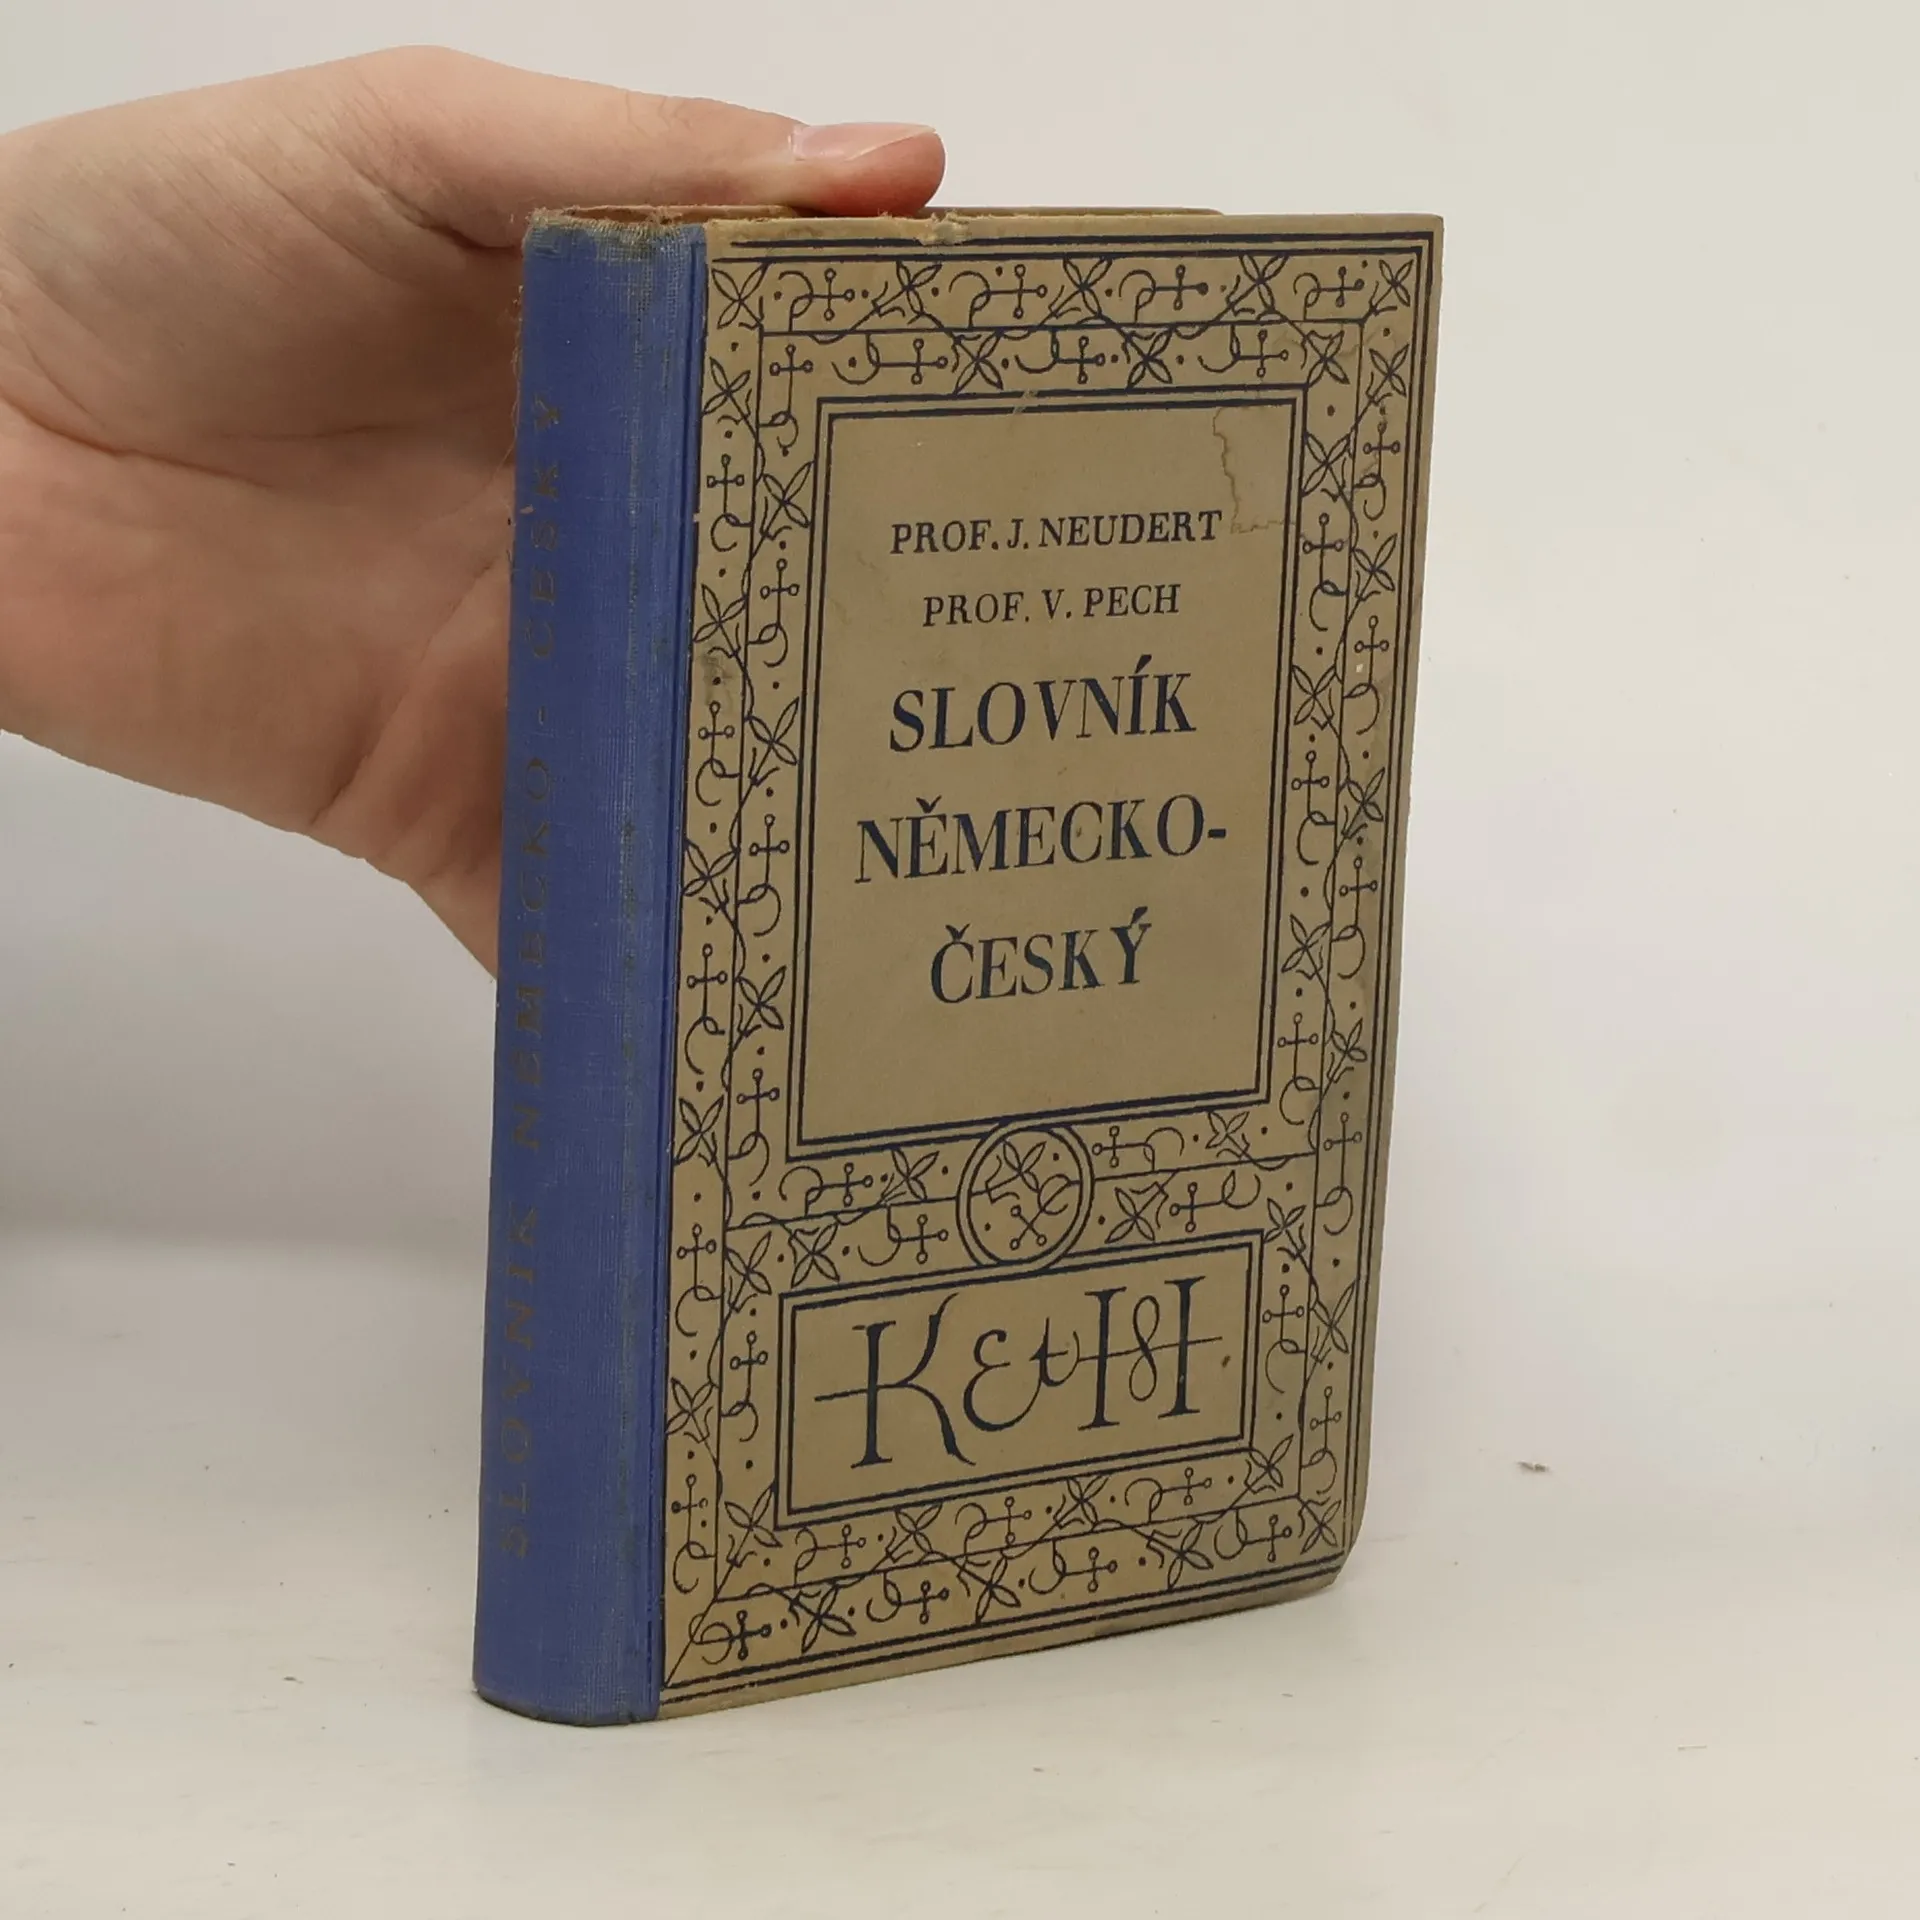 SLOVNÍK NĚMECKO - ČESKÝ
PROF. J. NEUDERT
PROF. V. PECH
SLOVNÍK
NĚMECKO-
ČESKÝ